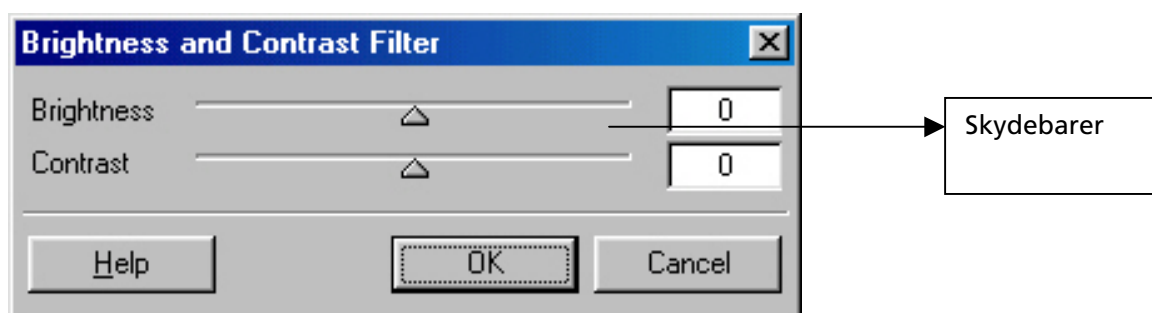 Brightness and Contrast Filter
Brightness 0
Skydebarer
Contrast 0
Help OK Cancel